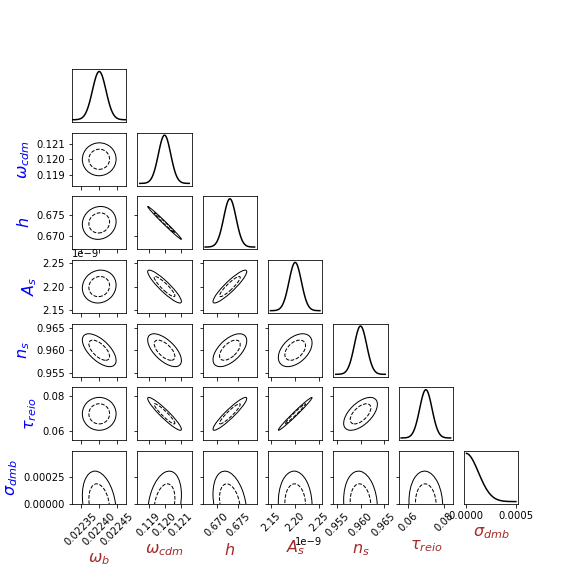 0.121
0.120
0.119
ω_cdm
0.675
0.670
h
1e−9
2.25
2.20
2.15
A_s
0.965
0.960
0.955
n_s
0.08
0.06
τ_reio
0.00025
0.00000
σ_dmb
0.02235 0.02240 0.02245 0.119 0.120 0.121 0.670 0.675 2.15 2.20 2.25 0.955 0.960 0.965 0.06 0.08 0.0000 0.0005
1e−9
ω_b ω_cdm h A_s n_s τ_reio σ_dmb